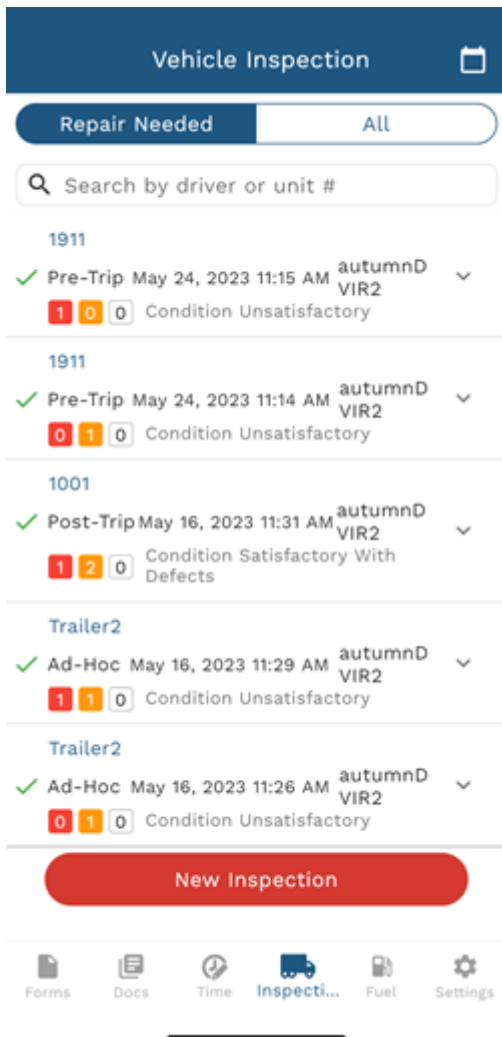 Vehicle Inspection
Repair Needed
All
Search by driver or unit #
1911
Pre-Trip May 24, 2023 11:15 AM autumnD
VIR2
1 0 0 Condition Unsatisfactory
1911
Pre-Trip May 24, 2023 11:14 AM autumnD
VIR2
0 1 0 Condition Unsatisfactory
1001
Post-Trip May 16, 2023 11:31 AM autumnD
VIR2
1 2 0 Condition Satisfactory With
Defects
Trailer2
Ad-Hoc May 16, 2023 11:29 AM autumnD
VIR2
1 1 0 Condition Unsatisfactory
Trailer2
Ad-Hoc May 16, 2023 11:26 AM autumnD
VIR2
0 1 0 Condition Unsatisfactory
New Inspection
Forms Docs Time Inspecti... Fuel Settings